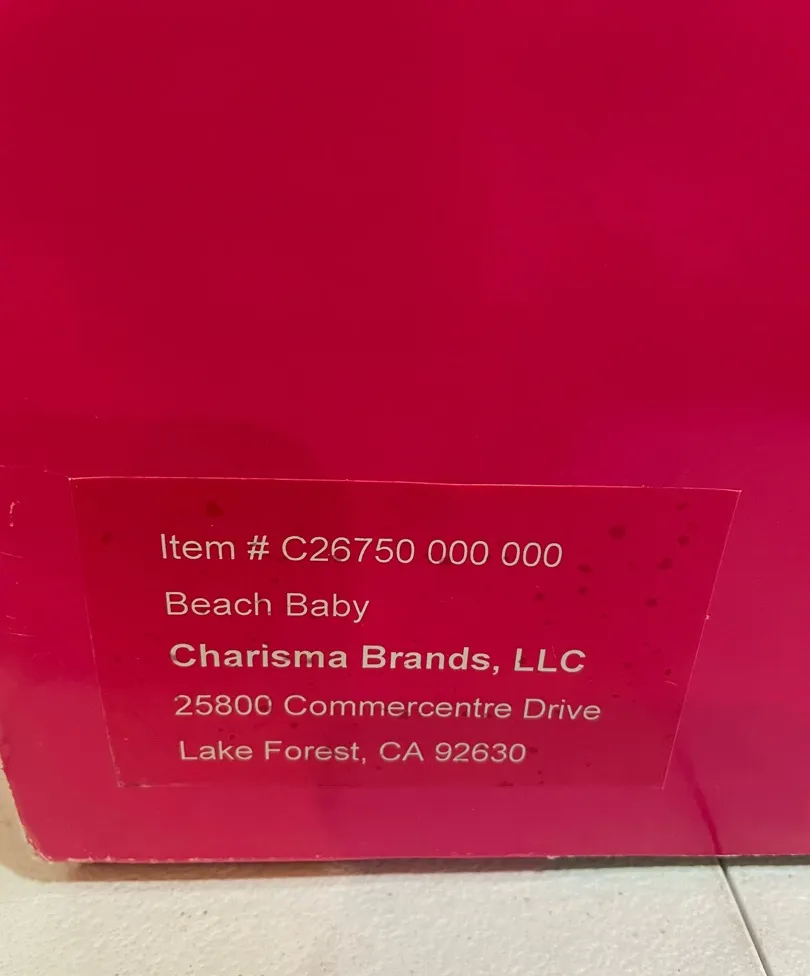 Item # C26750 000 000
Beach Baby
Charisma Brands, LLC
25800 Commercentre Drive
Lake Forest, CA 92630